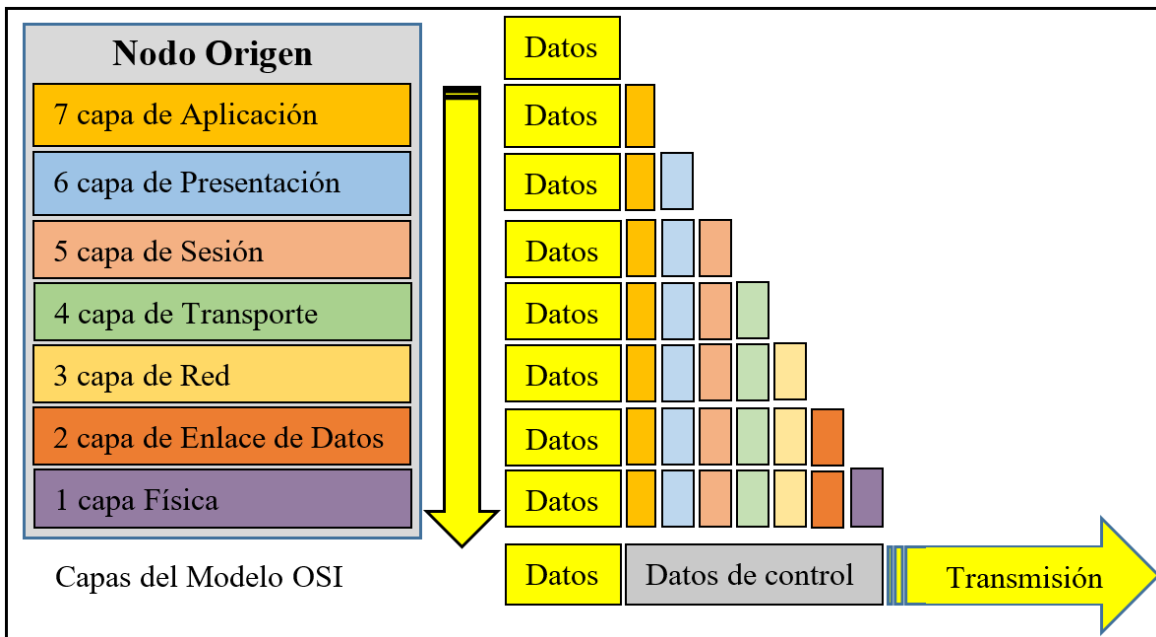 Nodo Origen
7 capa de Aplicación
6 capa de Presentación
5 capa de Sesión
4 capa de Transporte
3 capa de Red
2 capa de Enlace de Datos
1 capa Física
Capas del Modelo OSI
Datos
Datos
Datos
Datos
Datos
Datos
Datos
Datos
Datos
Datos de control
Transmisión